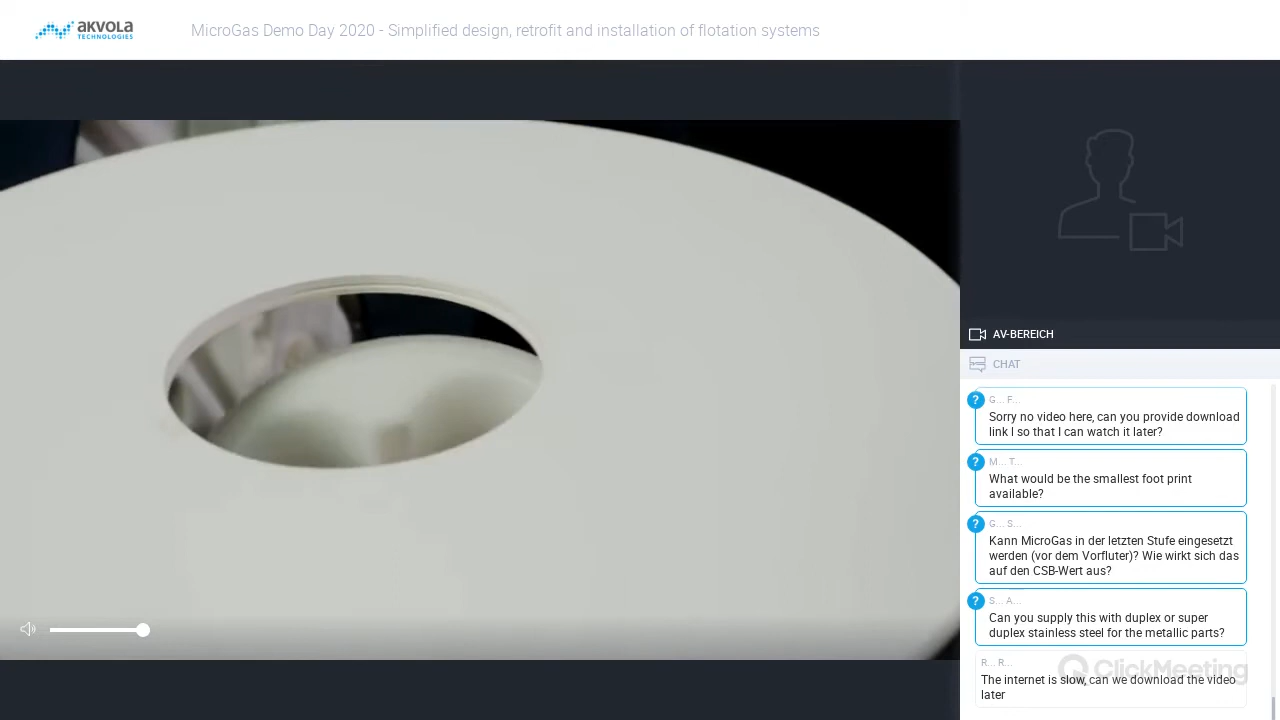 akvola
TECHNOLOGIES
MicroGas Demo Day 2020 - Simplified design, retrofit and installation of flotation systems
AV-BEREICH
CHAT
?
G... F...
Sorry no video here, can you provide download
link I so that I can watch it later?
?
M... T...
What would be the smallest foot print
available?
?
G... S...
Kann MicroGas in der letzten Stufe eingesetzt
werden (vor dem Vorfluter)? Wie wirkt sich das
auf den CSB-Wert aus?
?
S... A...
Can you supply this with duplex or super
duplex stainless steel for the metallic parts?
R... R...
The internet is slow, can we download the video
later
ClickMeeting